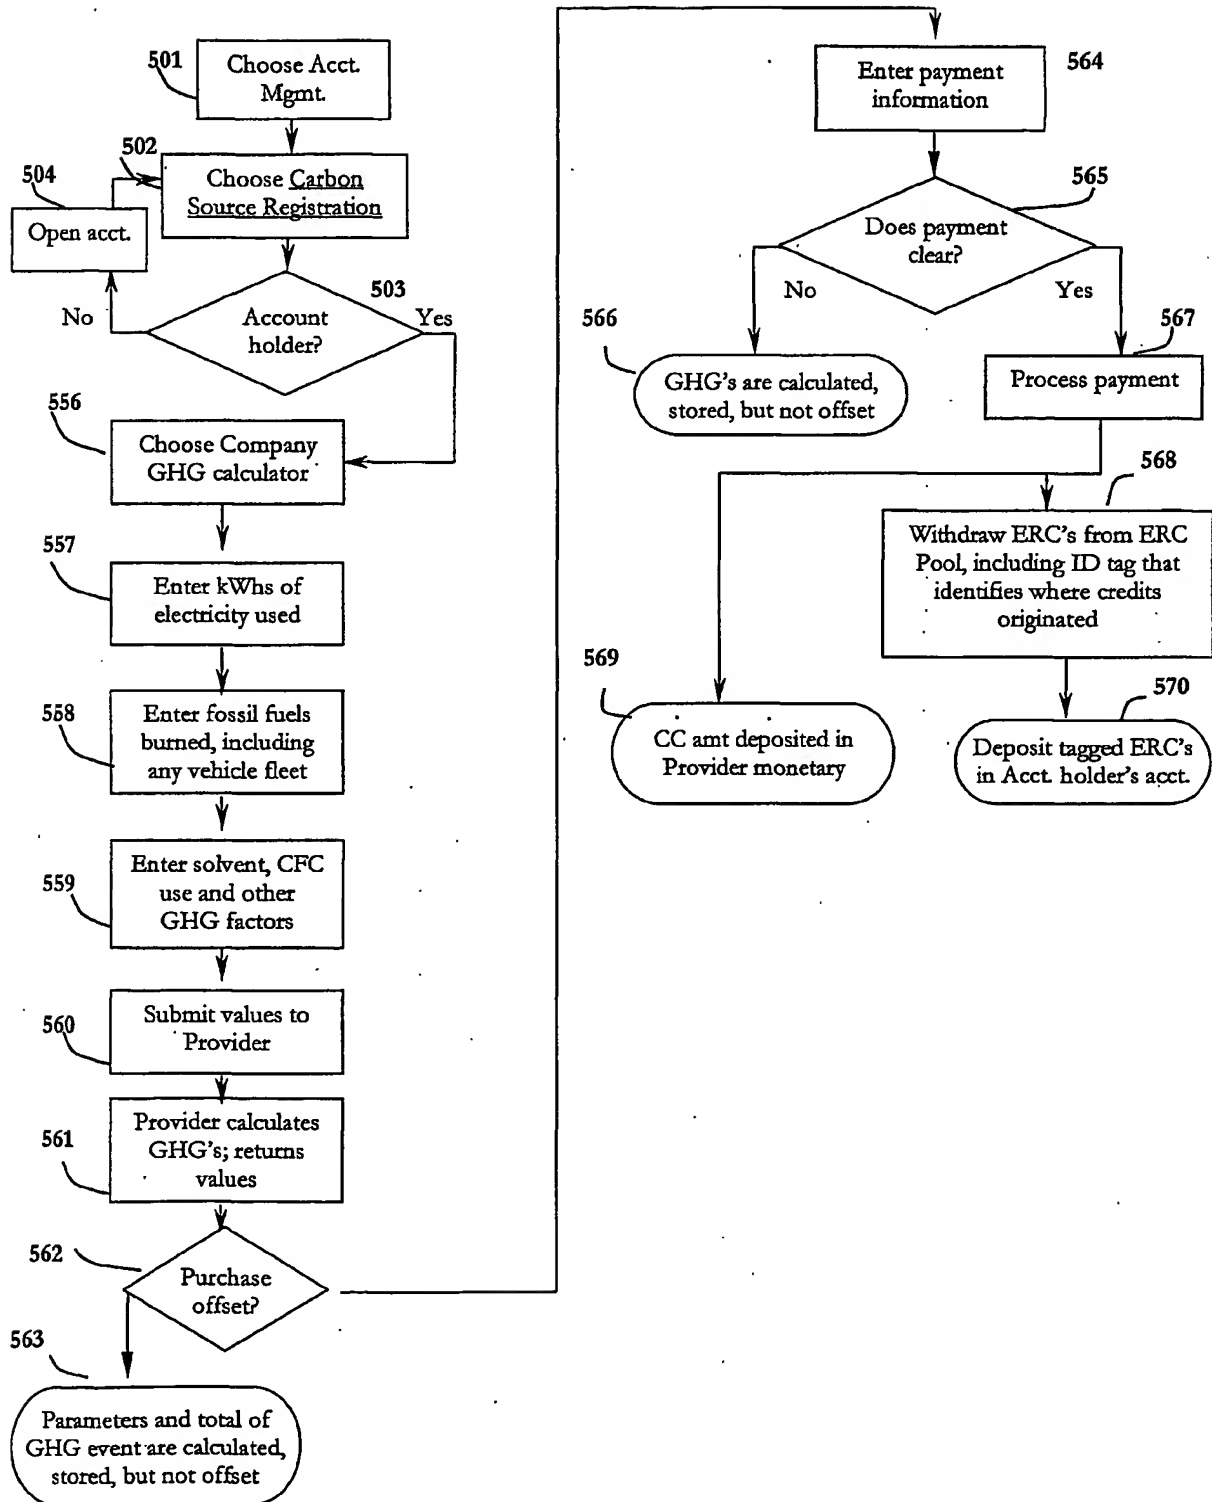 501
Choose Acct.
Mgmt.
502
Choose Carbon
Source Registration
504
Open acct.
503
Account
holder?
No
Yes
556
Choose Company
GHG calculator
557
Enter kWhs of
electricity used
558
Enter fossil fuels
burned, including
any vehicle fleet
559
Enter solvent, CFC
use and other
GHG factors
560
Submit values to
Provider
561
Provider calculates
GHG's; returns
values
562
Purchase
offset?
563
Parameters and total of
GHG event are calculated,
stored, but not offset
564
Enter payment
information
565
Does payment
clear?
No
Yes
566
GHG's are calculated,
stored, but not offset
567
Process payment
568
Withdraw ERC's from ERC
Pool, including ID tag that
identifies where credits
originated
569
CC amt deposited in
Provider monetary
570
Deposit tagged ERC's
in Acct. holder's acct.